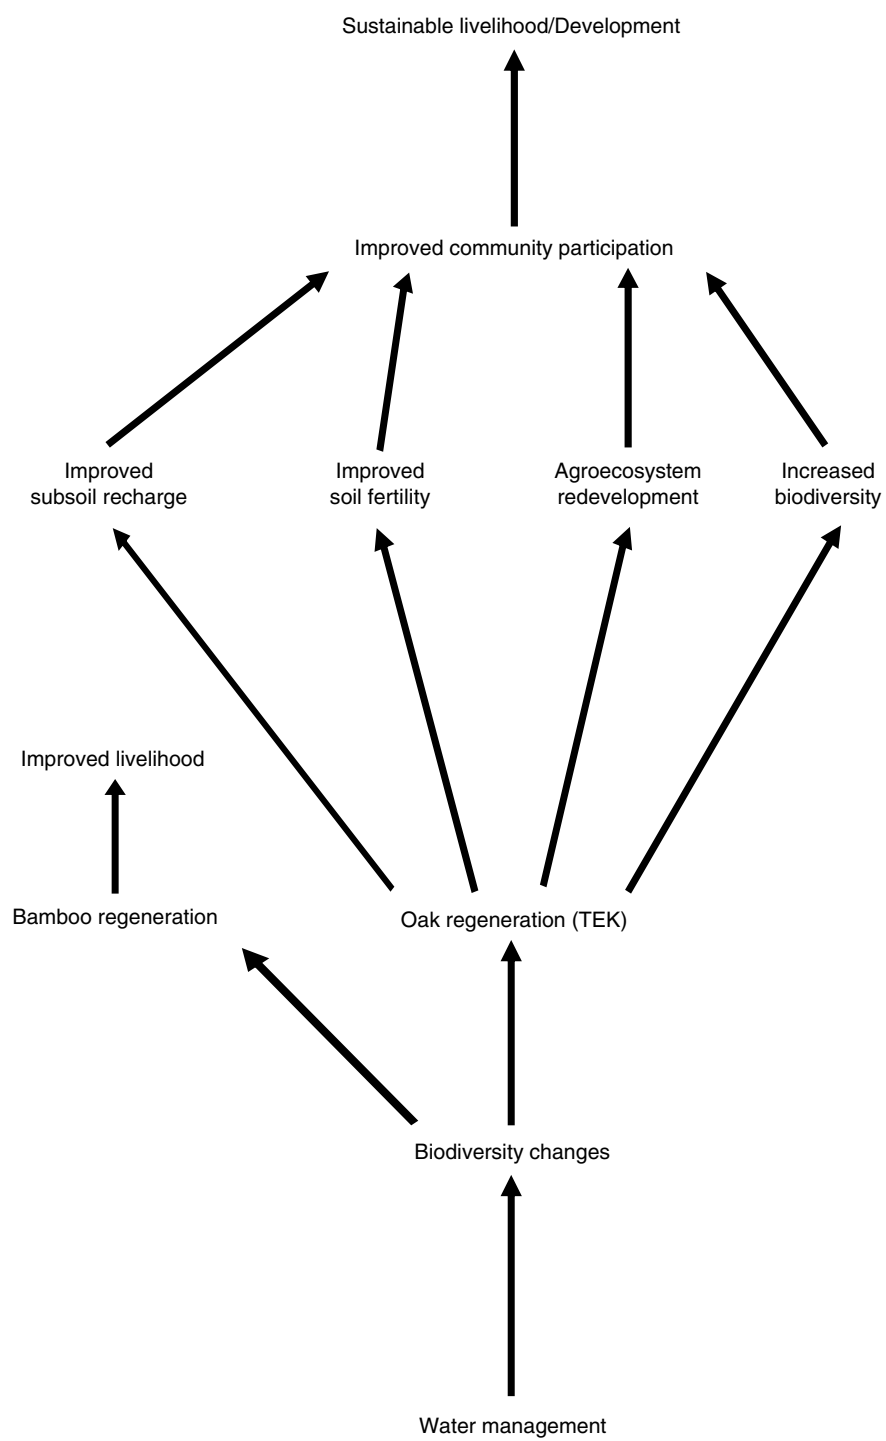 Sustainable livelihood/Development
Improved community participation
Improved
subsoil recharge
Improved
soil fertility
Agroecosystem
redevelopment
Increased
biodiversity
Improved livelihood
Bamboo regeneration
Oak regeneration (TEK)
Biodiversity changes
Water management